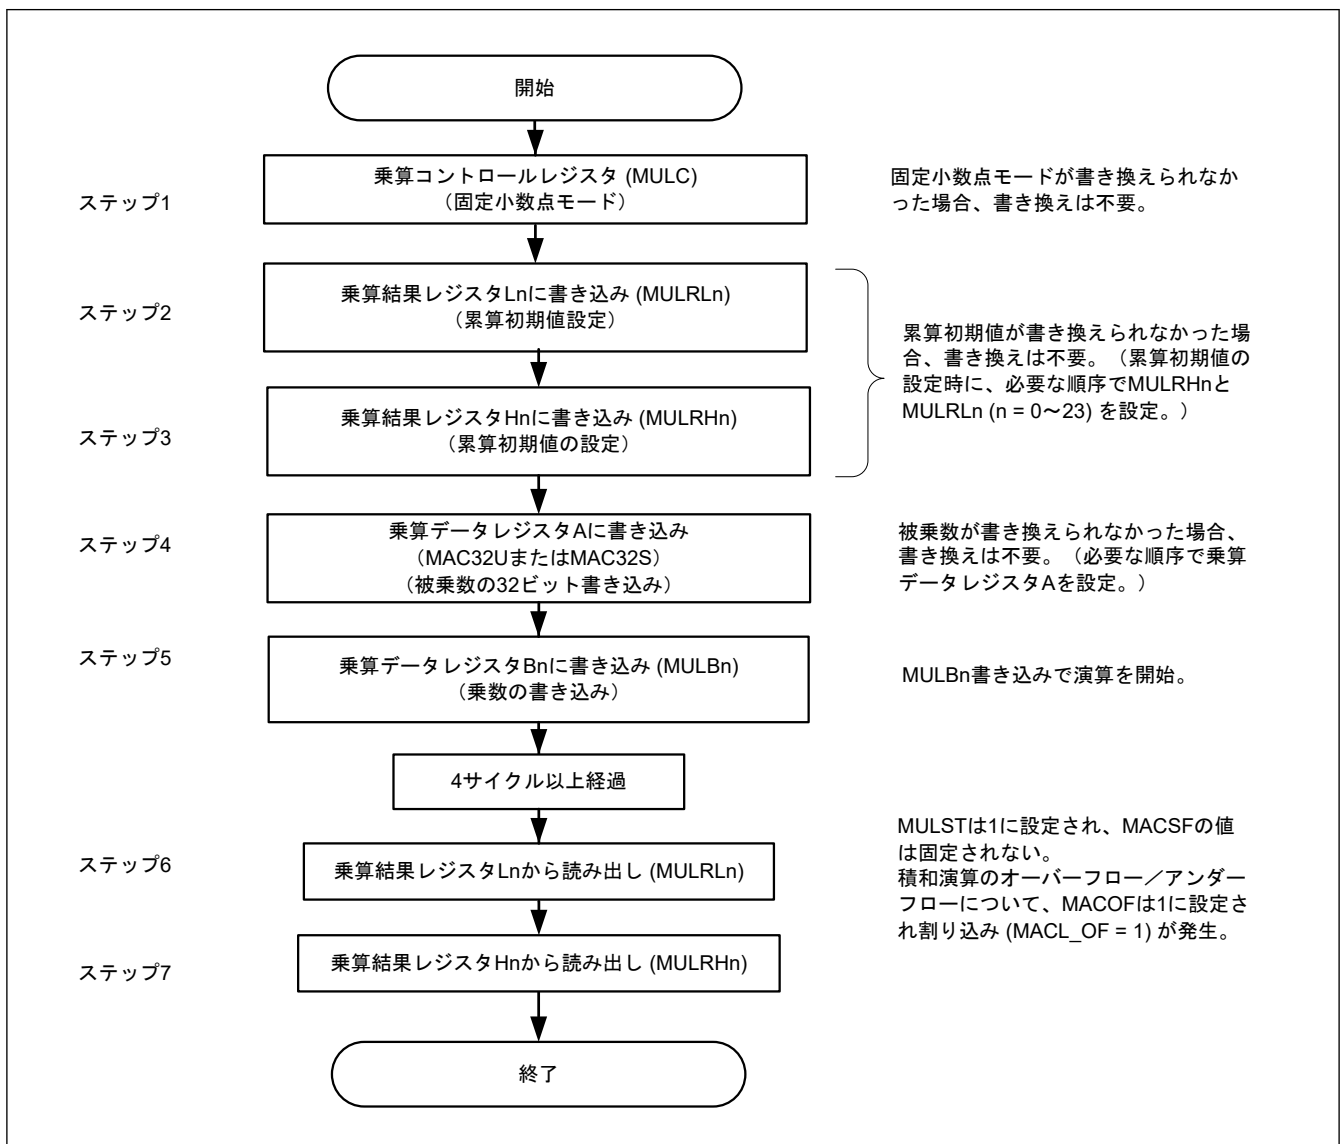 開始
ステップ1
乗算コントロールレジスタ (MULC)
（固定小数点モード）
固定小数点モードが書き換えられなか
った場合、書き換えは不要。
ステップ2
乗算結果レジスタLnに書き込み (MULRLn)
（累算初期値設定）
ステップ3
乗算結果レジスタHnに書き込み (MULRHn)
（累算初期値の設定）
累算初期値が書き換えられなかった場
合、書き換えは不要。（累算初期値の
設定時に、必要な順序でMULRHnと
MULRLn (n = 0～23) を設定。）
ステップ4
乗算データレジスタAに書き込み
（MAC32UまたはMAC32S）
（被乗数の32ビット書き込み）
被乗数が書き換えられなかった場合、
書き換えは不要。（必要な順序で乗算
データレジスタAを設定。）
ステップ5
乗算データレジスタBnに書き込み (MULBn)
（乗数の書き込み）
MULBn書き込みで演算を開始。
4サイクル以上経過
ステップ6
乗算結果レジスタLnから読み出し (MULRLn)
MULSTは1に設定され、MACSFの値
は固定されない。
積和演算のオーバーフロー／アンダー
フローについて、MACOFは1に設定さ
れ割り込み (MACL_OF = 1) が発生。
ステップ7
乗算結果レジスタHnから読み出し (MULRHn)
終了